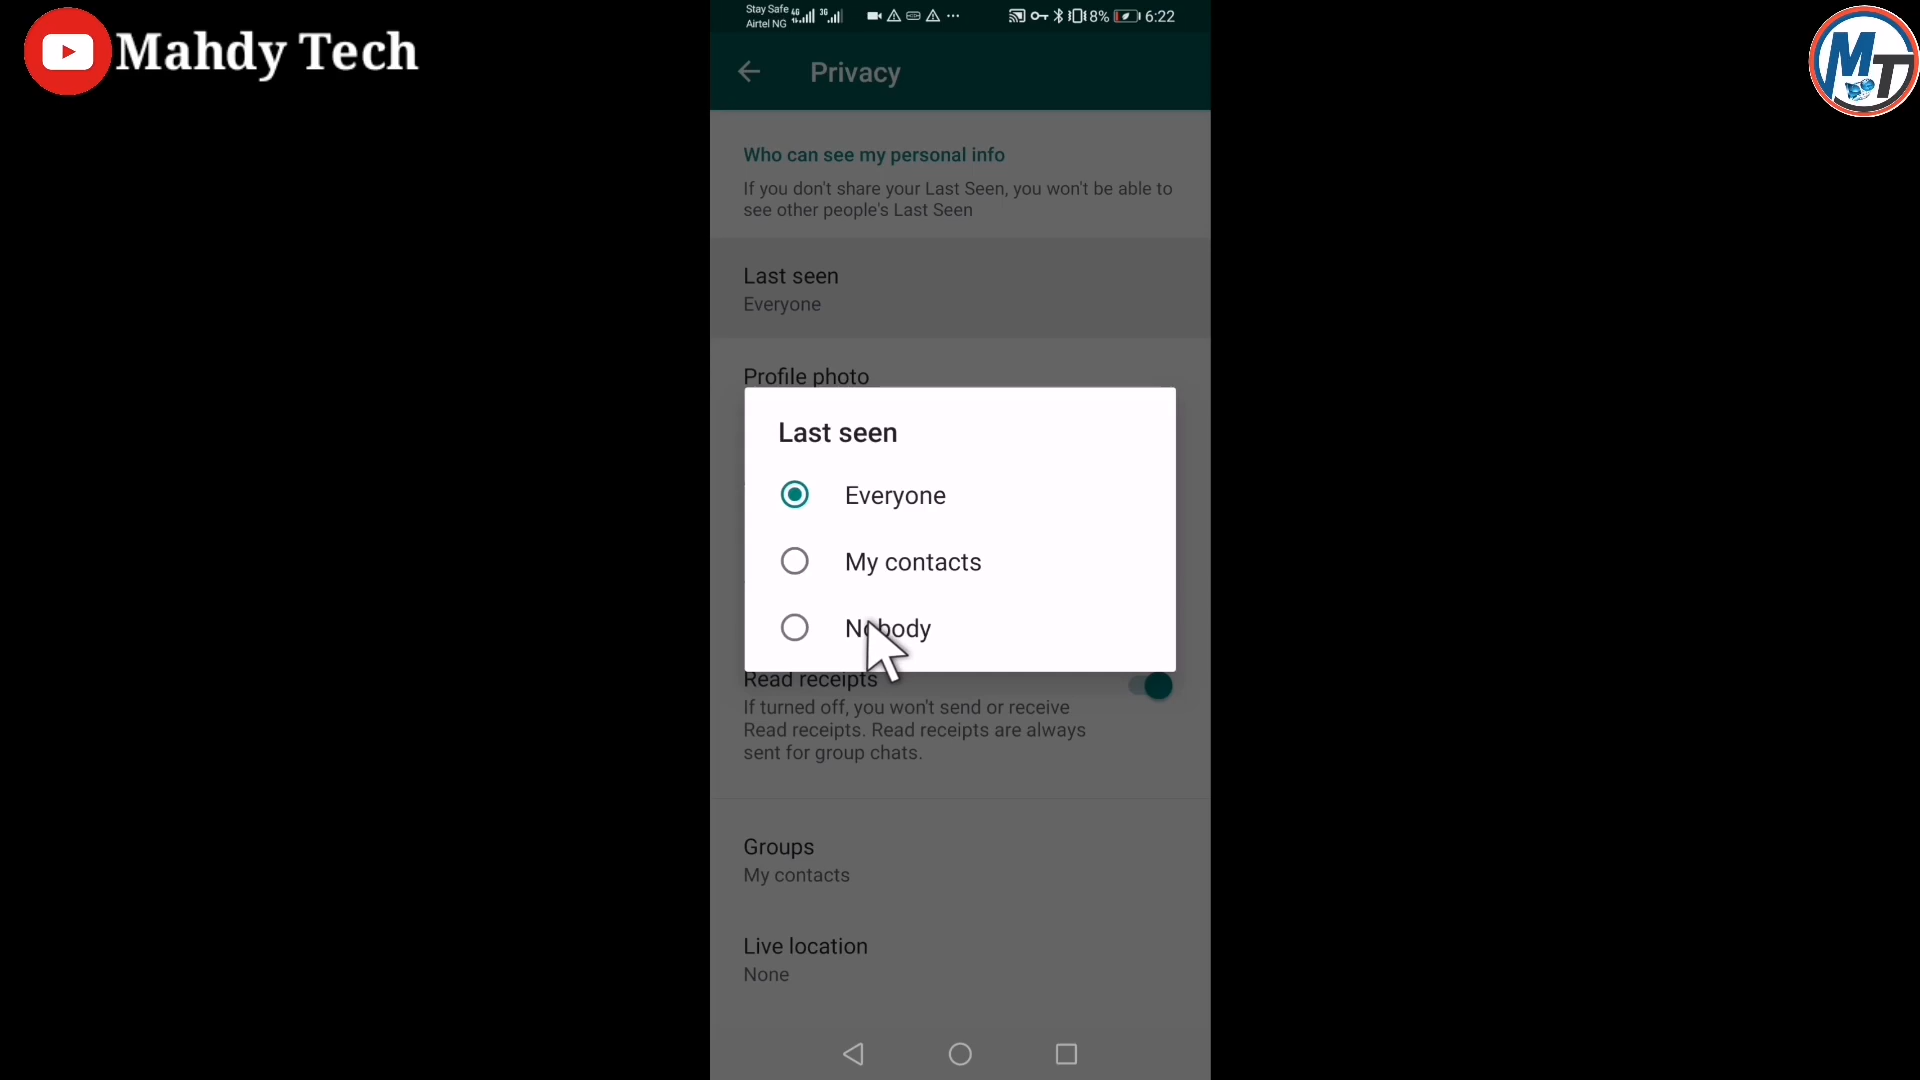 Mahdy Tech
MT
Stay Safe 4G 3G 8% 6:22
Airtel NG
Privacy
Who can see my personal info
If you don't share your Last Seen, you won't be able to
see other people's Last Seen
Last seen
Everyone
Profile photo
Last seen
Everyone
My contacts
Nobody
Read receipts
If turned off, you won't send or receive
Read receipts. Read receipts are always
sent for group chats.
Groups
My contacts
Live location
None